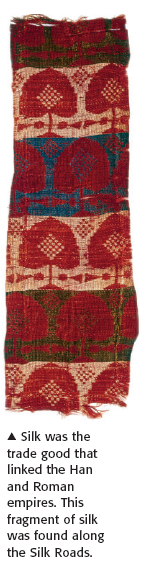 ▲ Silk was the
trade good that
linked the Han
and Roman
empires. This
fragment of silk
was found along
the Silk Roads.